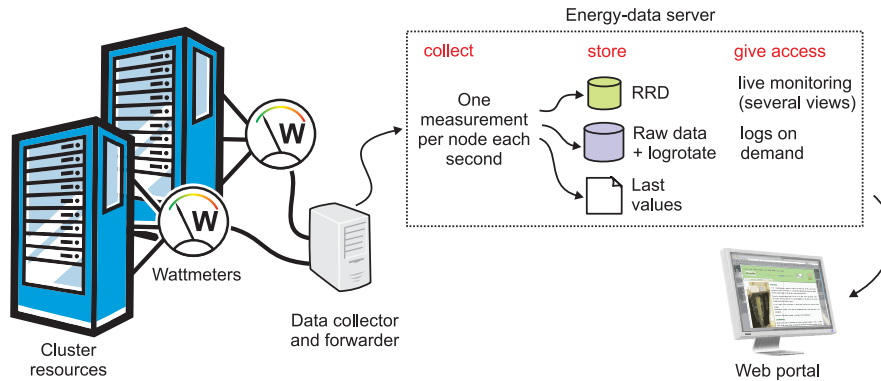 Energy-data server
collect
store
give access
One
measurement
per node each
second
RRD
Raw data
+ logrotate
Last
values
live monitoring
(several views)
logs on
demand
W
W
Wattmeters
Data collector
and forwarder
Cluster
resources
Web portal